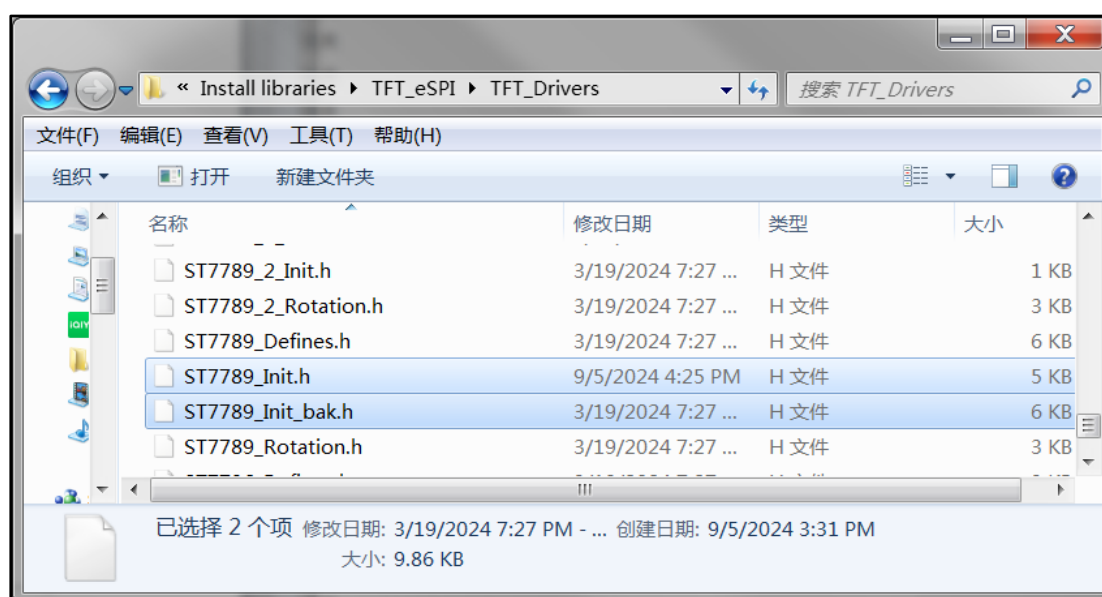 « Install libraries ▸ TFT_eSPI ▸ TFT_Drivers 搜索 TFT_Drivers
文件(F) 编辑(E) 查看(V) 工具(T) 帮助(H)
组织 打开 新建文件夹
名称 修改日期 类型 大小
ST7789_2_Init.h 3/19/2024 7:27 ... H 文件 1 KB
ST7789_2_Rotation.h 3/19/2024 7:27 ... H 文件 3 KB
ST7789_Defines.h 3/19/2024 7:27 ... H 文件 6 KB
ST7789_Init.h 9/5/2024 4:25 PM H 文件 5 KB
ST7789_Init_bak.h 3/19/2024 7:27 ... H 文件 6 KB
ST7789_Rotation.h 3/19/2024 7:27 ... H 文件 3 KB
已选择 2 个项 修改日期: 3/19/2024 7:27 PM - ... 创建日期: 9/5/2024 3:31 PM
大小: 9.86 KB